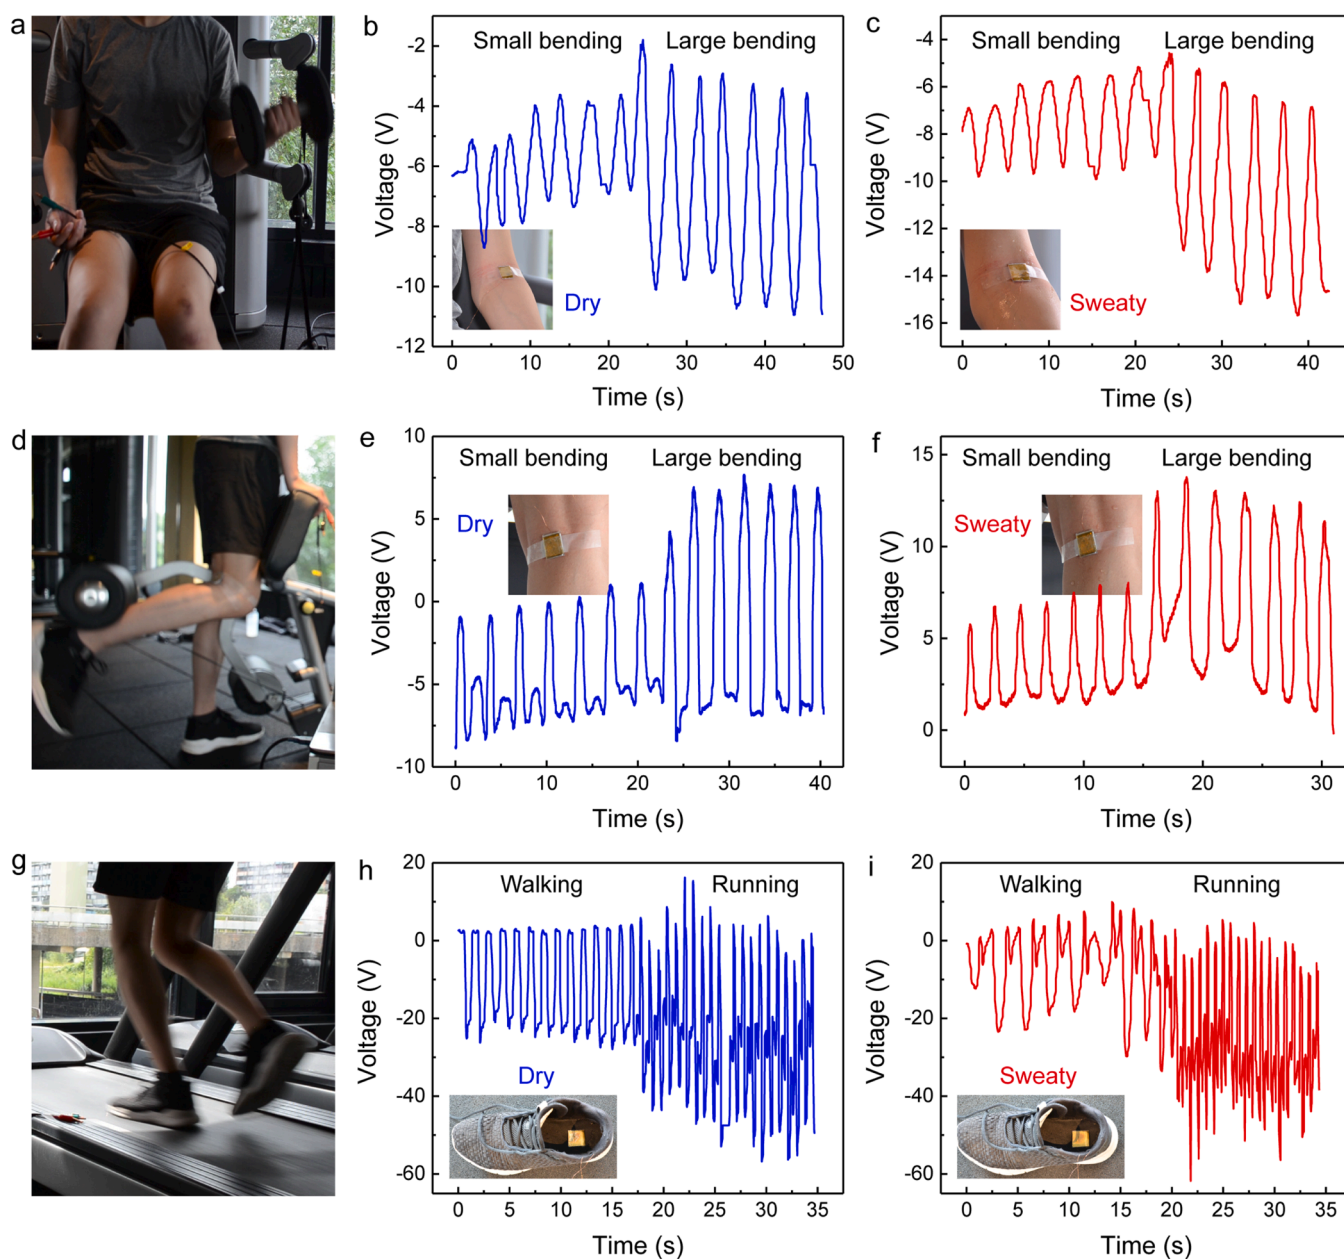 a
b
Small bending Large bending
-2
-4
-6
-8
-10
-12
Voltage (V)
Dry
0 10 20 30 40 50
Time (s)
c
Small bending Large bending
-4
-6
-8
-10
-12
-14
-16
Voltage (V)
Sweaty
0 10 20 30 40
Time (s)
d
e
Small bending Large bending
10
5
0
-5
-10
Voltage (V)
Dry
0 10 20 30 40
Time (s)
f
Small bending Large bending
15
10
5
0
Voltage (V)
Sweaty
0 10 20 30
Time (s)
g
h
Walking Running
20
0
-20
-40
-60
Voltage (V)
Dry
0 5 10 15 20 25 30 35
Time (s)
i
Walking Running
20
0
-20
-40
-60
Voltage (V)
Sweaty
0 5 10 15 20 25 30 35
Time (s)